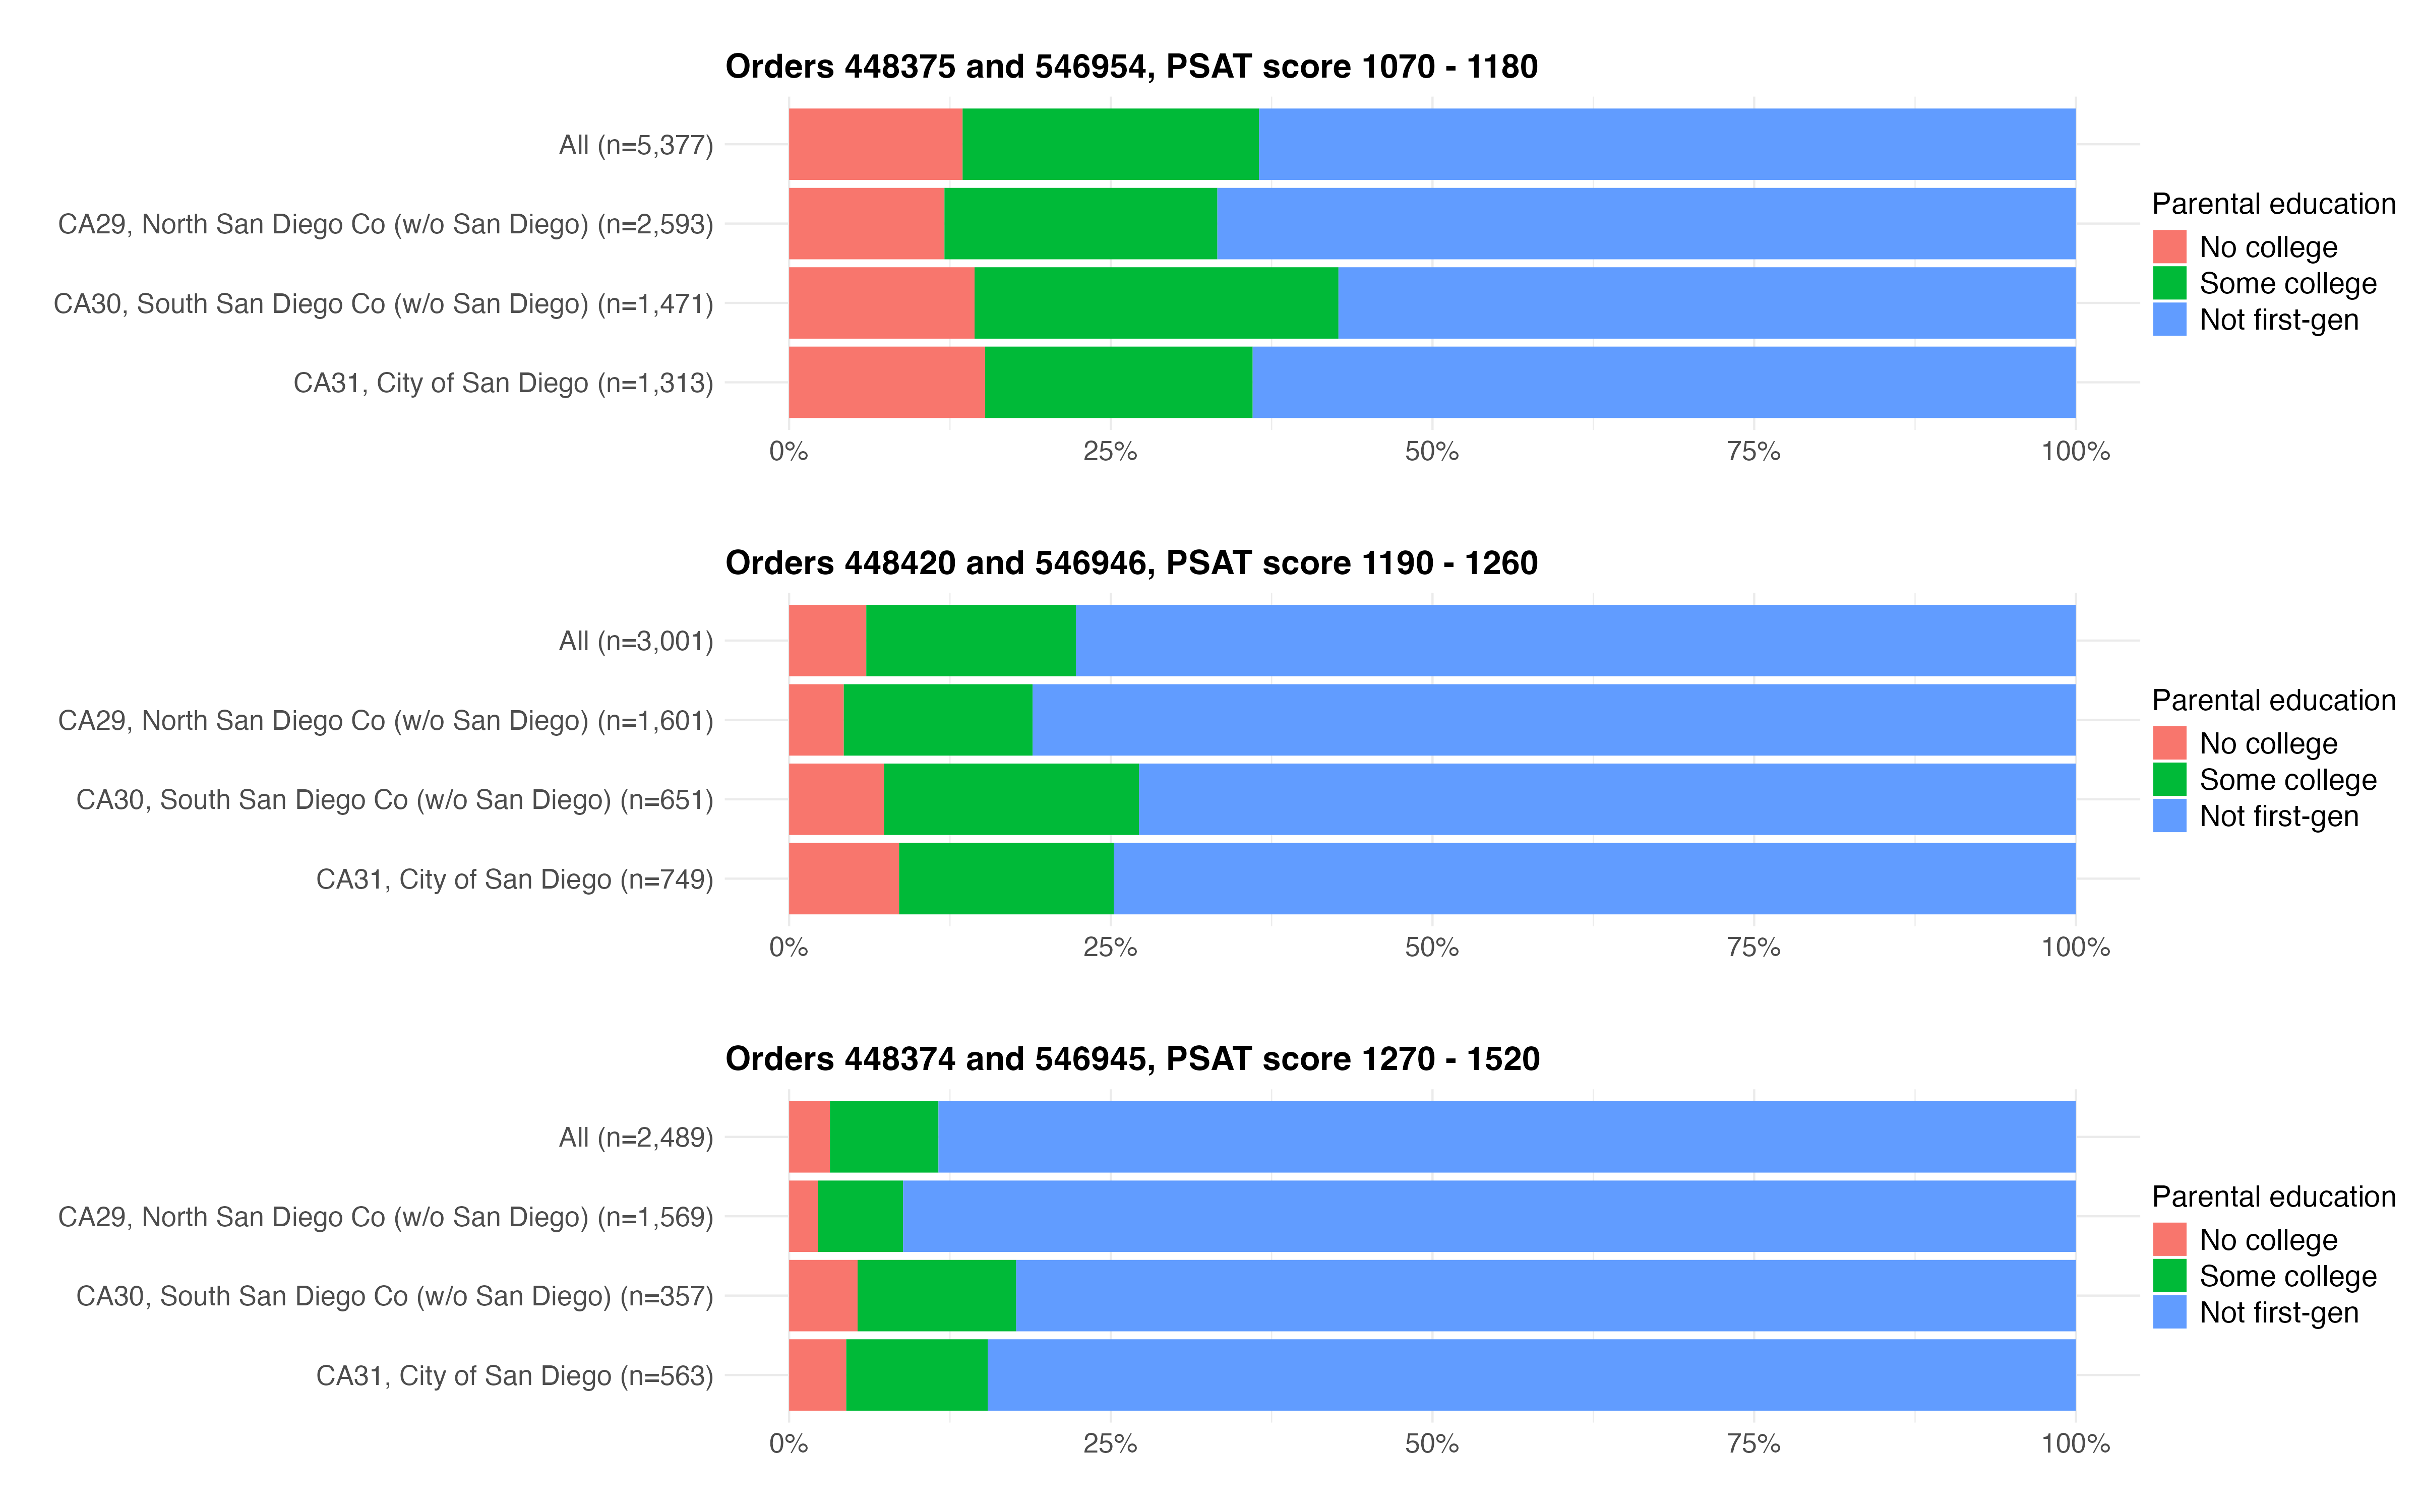 Orders 448375 and 546954, PSAT score 1070 - 1180
All (n=5,377)
CA29, North San Diego Co (w/o San Diego) (n=2,593)
CA30, South San Diego Co (w/o San Diego) (n=1,471)
CA31, City of San Diego (n=1,313)
0% 25% 50% 75% 100%
Parental education
No college
Some college
Not first-gen
Orders 448420 and 546946, PSAT score 1190 - 1260
All (n=3,001)
CA29, North San Diego Co (w/o San Diego) (n=1,601)
CA30, South San Diego Co (w/o San Diego) (n=651)
CA31, City of San Diego (n=749)
0% 25% 50% 75% 100%
Parental education
No college
Some college
Not first-gen
Orders 448374 and 546945, PSAT score 1270 - 1520
All (n=2,489)
CA29, North San Diego Co (w/o San Diego) (n=1,569)
CA30, South San Diego Co (w/o San Diego) (n=357)
CA31, City of San Diego (n=563)
0% 25% 50% 75% 100%
Parental education
No college
Some college
Not first-gen